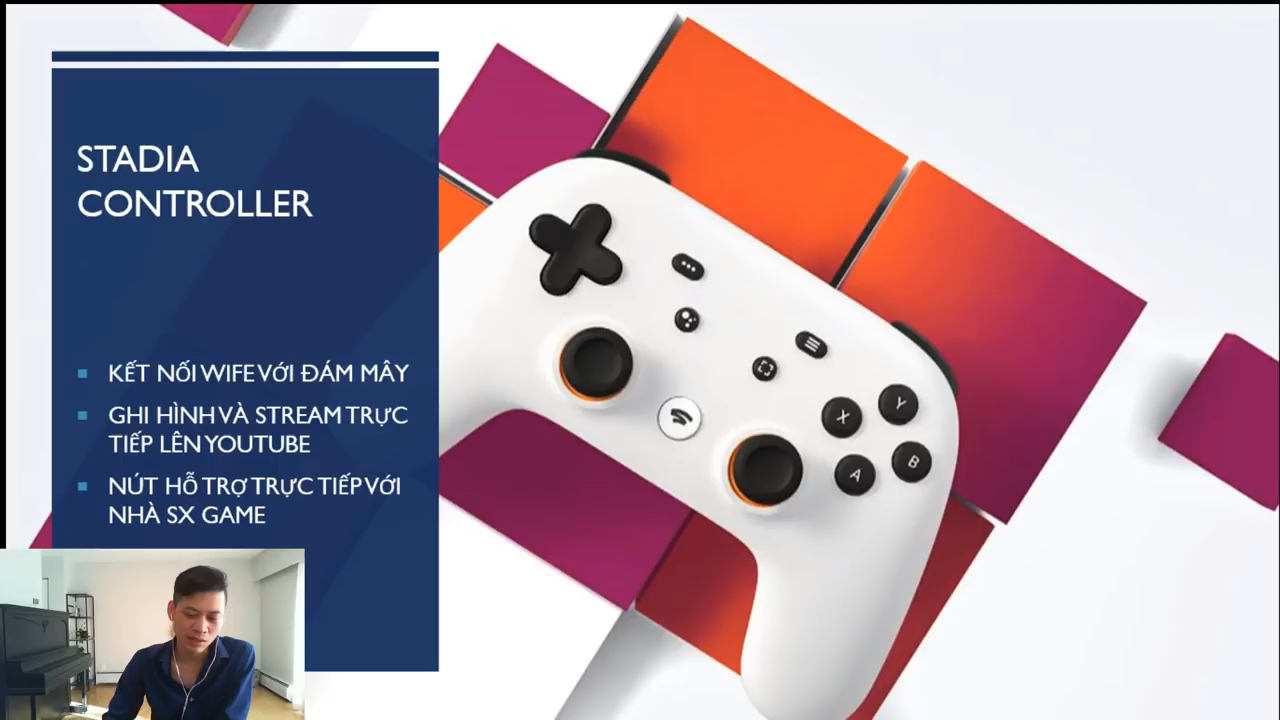 STADIA
CONTROLLER
KẾT NỐI WIFE VỚI ĐÁM MÂY
GHI HÌNH VÀ STREAM TRỰC
TIẾP LÊN YOUTUBE
NÚT HỖ TRỢ TRỰC TIẾP VỚI
NHÀ SX GAME
X
Y
A
B